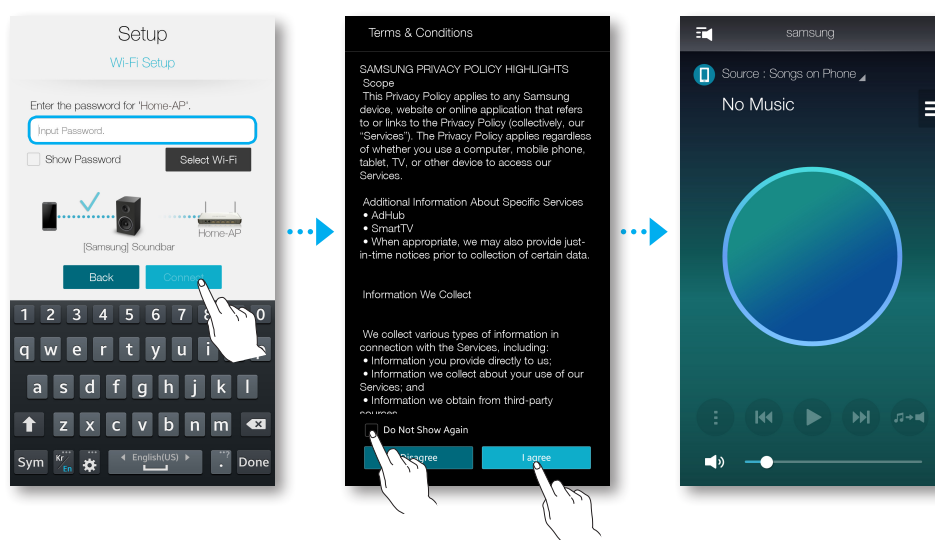 Setup
Wi-Fi Setup
Enter the password for 'Home-AP'.
Input Password.
Show Password
Select Wi-Fi
Home-AP
[Samsung] Soundbar
Back
Connect
1 2 3 4 5 6 7 8 0
q w e r t y u i p
a s d f g h j k l
z x c v b n m
Sym Kr En English(US) . ? Done
Terms & Conditions
SAMSUNG PRIVACY POLICY HIGHLIGHTS
Scope
This Privacy Policy applies to any Samsung
device, website or online application that refers
to or links to the Privacy Policy (collectively, our
“Services”). The Privacy Policy applies regardless
of whether you use a computer, mobile phone,
tablet, TV, or other device to access our
Services.
Additional Information About Specific Services
• AdHub
• SmartTV
• When appropriate, we may also provide just-
in-time notices prior to collection of certain data.
Information We Collect
We collect various types of information in
connection with the Services, including:
• Information you provide directly to us;
• Information we collect about your use of our
Services; and
• Information we obtain from third-party
sources
Do Not Show Again
Disagree
I agree
samsung
Source : Songs on Phone
No Music